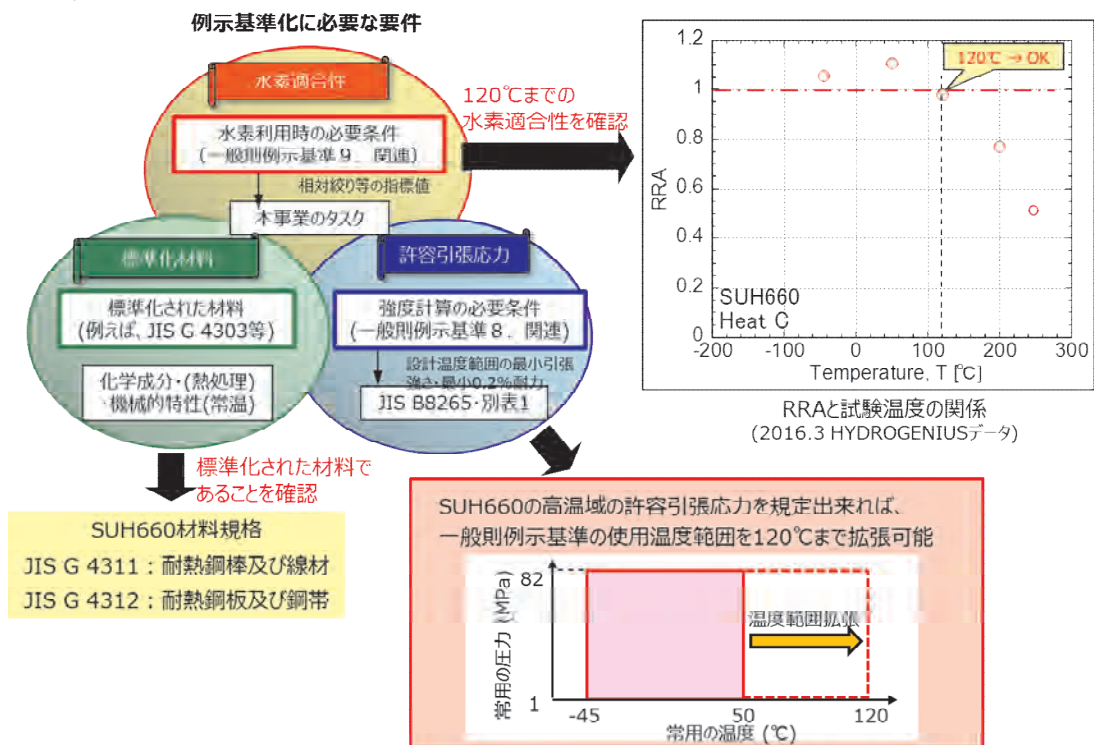 例示基準化に必要な要件
水素適合性
水素利用時の必要条件
(一般則例示基準9．関連)
相対絞り等の指標値
本事業のタスク
標準化材料
標準化された材料
(例えば、JIS G 4303等)
化学成分・(熱処理)
・機械的特性(常温)
許容引張応力
強度計算の必要条件
(一般則例示基準8．関連)
設計温度範囲の最小引張
強さ・最小0.2%耐力
JIS B8265・別表1
120℃までの
水素適合性を確認
1.2
1
0.8
0.6
0.4
0.2
0
RRA
120℃ → OK
SUH660
Heat C
-200
-100
0
100
200
300
Temperature, T [℃]
RRAと試験温度の関係
(2016.3 HYDROGENIUSデータ)
標準化された材料で
あることを確認
SUH660材料規格
JIS G 4311：耐熱鋼棒及び線材
JIS G 4312：耐熱鋼板及び鋼帯
SUH660の高温域の許容引張応力を規定出来れば、
一般則例示基準の使用温度範囲を120℃まで拡張可能
常用の圧力 (MPa)
82
1
温度範囲拡張
-45
50
120
常用の温度 (℃)